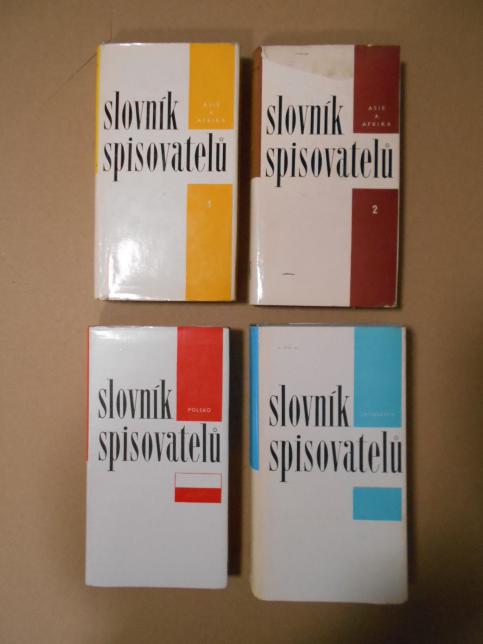 ASIE
A
AFRIKA
slovník
spisovatelů
1
ASIE
A
AFRIKA
slovník
spisovatelů
2
POLSKO
slovník
spisovatelů
slovník
spisovatelů